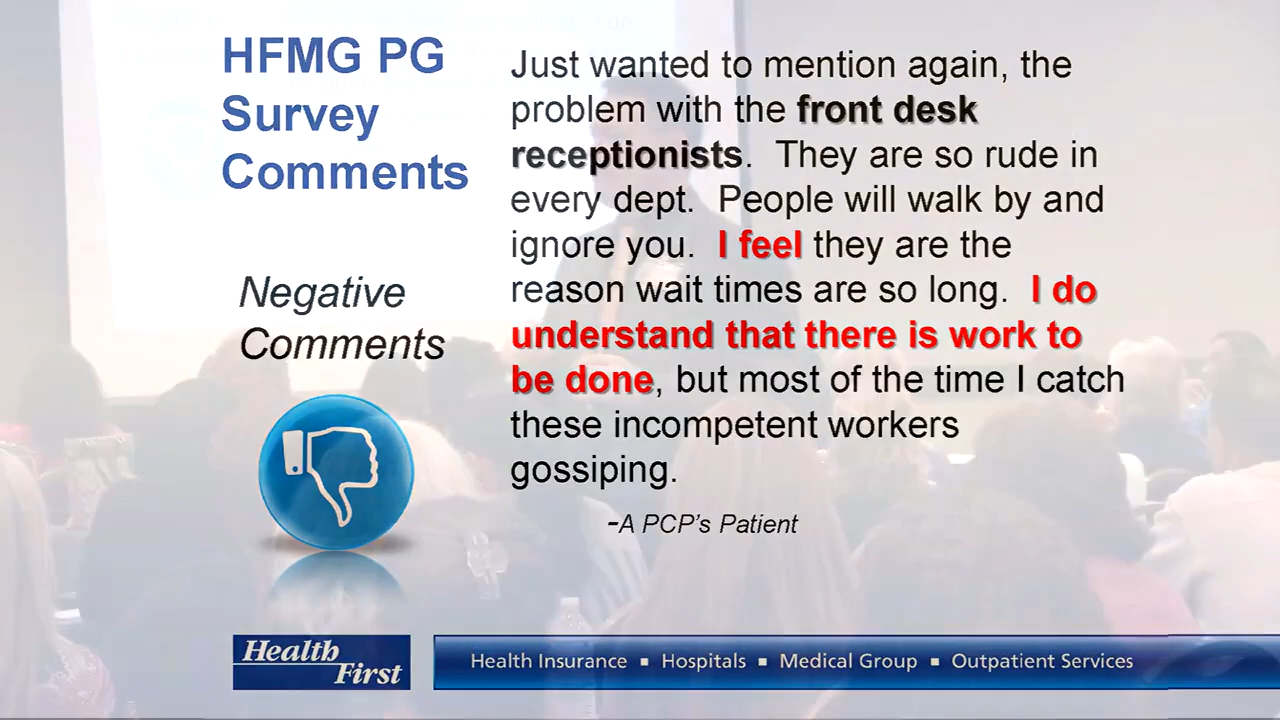 HFMG PG
Survey
Comments
Negative
Comments
Just wanted to mention again, the
problem with the front desk
receptionists.  They are so rude in
every dept.  People will walk by and
ignore you.  I feel they are the
reason wait times are so long.  I do
understand that there is work to
be done, but most of the time I catch
these incompetent workers
gossiping.
-A PCP's Patient
Health
First
Health Insurance ▪ Hospitals ▪ Medical Group ▪ Outpatient Services